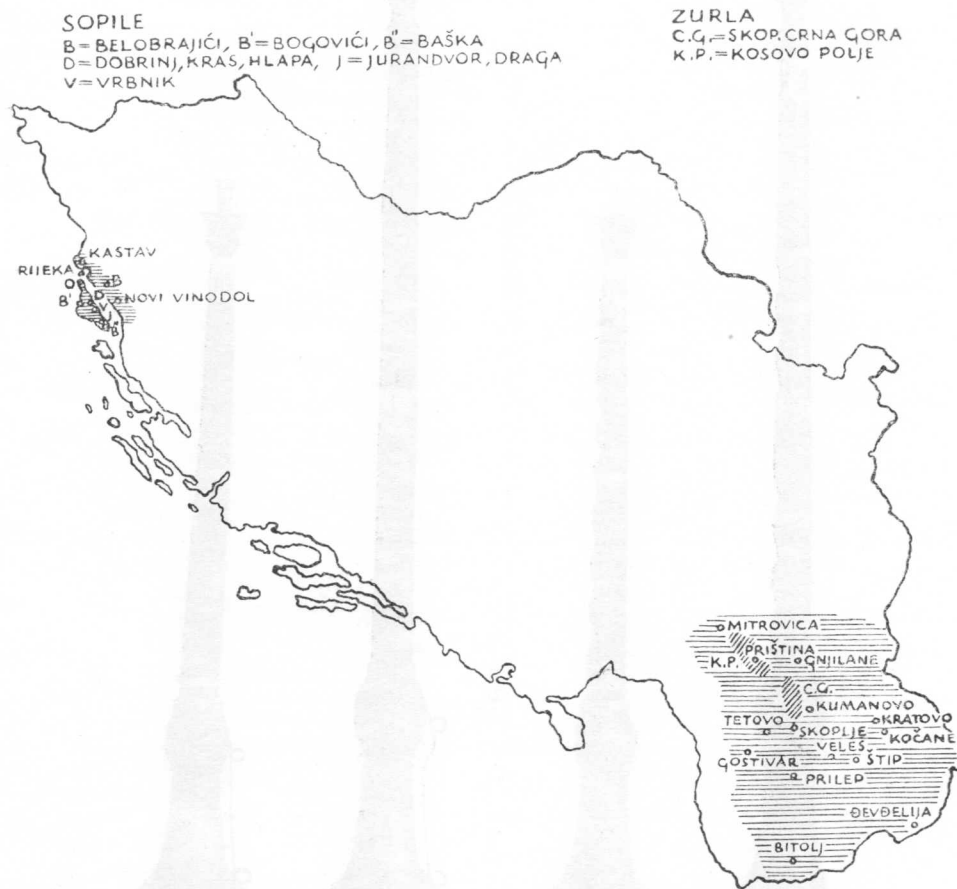 SOPILE
B=BELOBRAJIĆI, B'=BOGOVIĆI, B"=BAŠKA
D=DOBRINJ, KRAS, HLAPA, J=JURANDVOR, DRAGA
V=VRBNIK
ZURLA
C.G.=SKOP. CRNA GORA
K.P.=KOSOVO POLJE
KASTAV
RIJEKA
B
O
D
B'
NOVI VINODOL
V
J
B"
MITROVICA
PRIŠTINA
K.P.
GNJILANE
C.G.
KUMANOVO
TETOVO
KRATOVO
SKOPLJE
KOČANE
VELES
GOSTIVAR
ŠTIP
PRILEP
ĐEVĐELIJA
BITOLJ